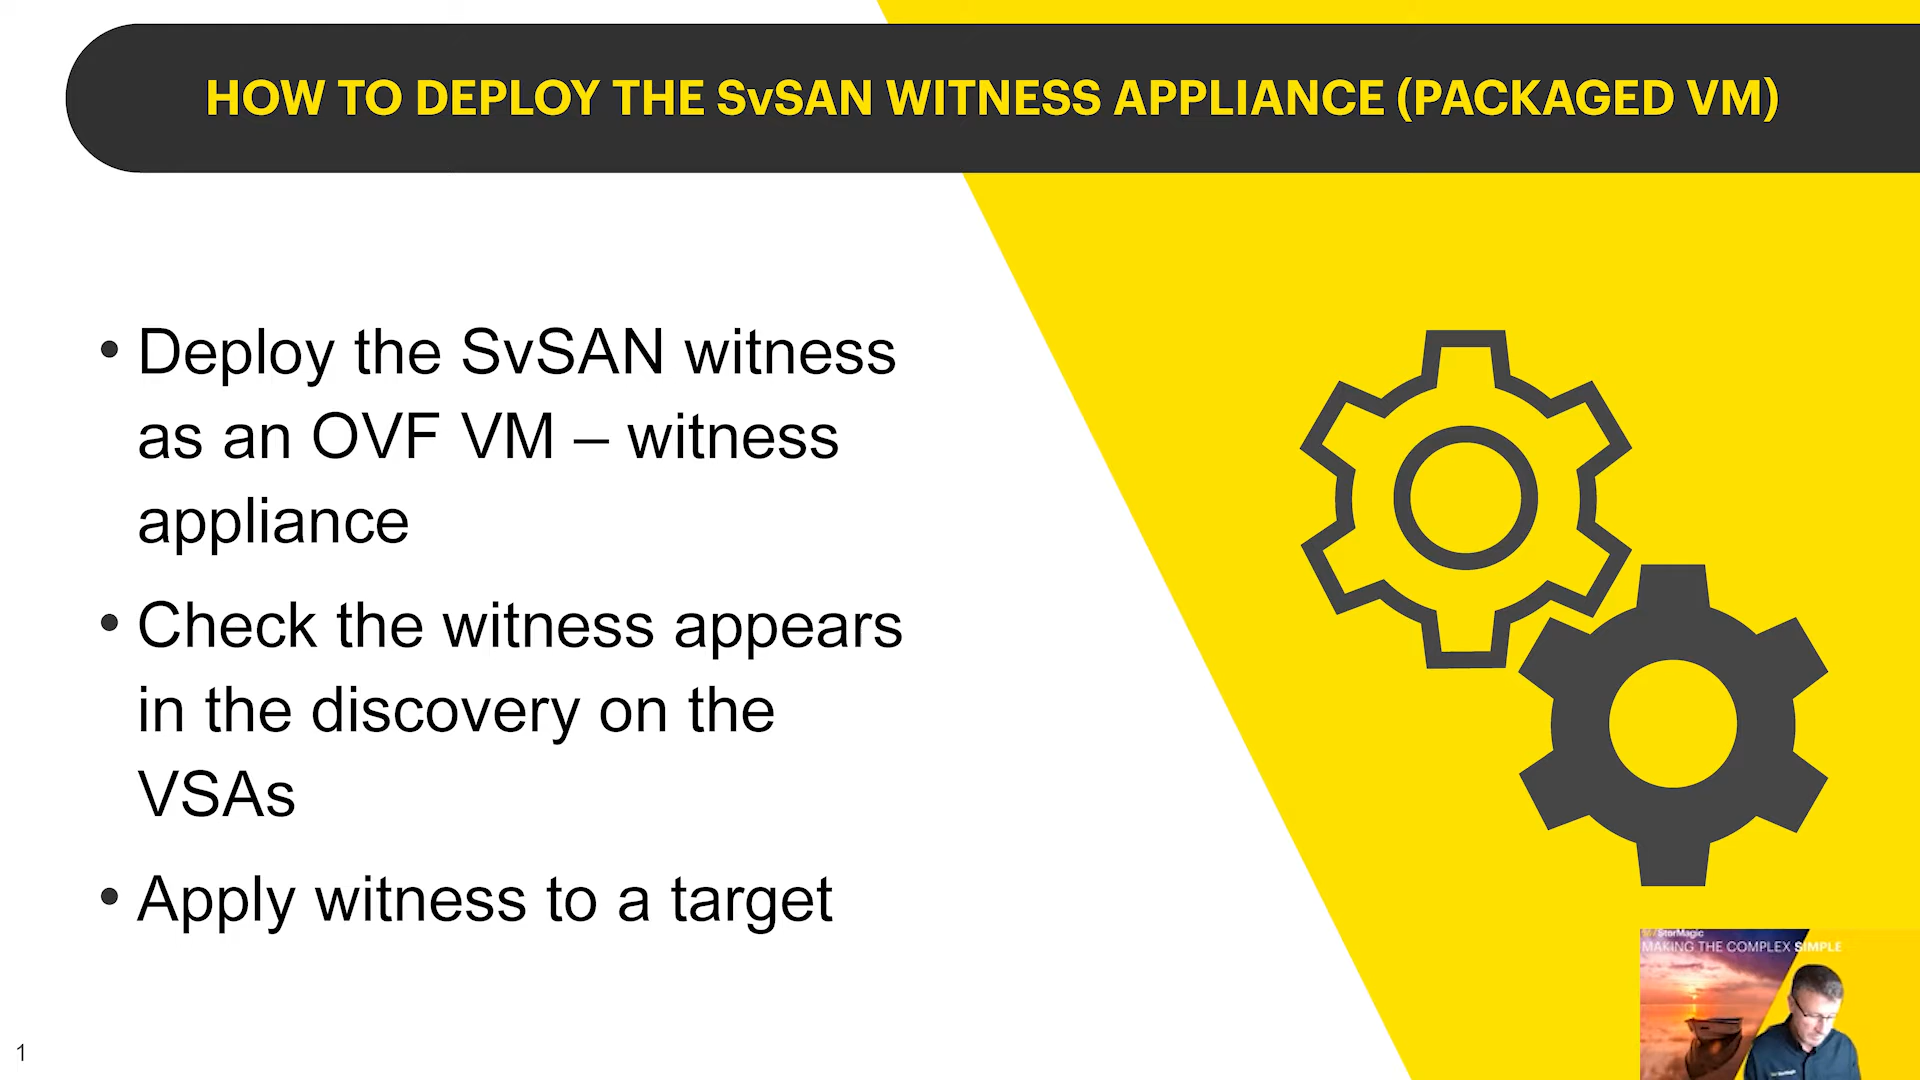 HOW TO DEPLOY THE SvSAN WITNESS APPLIANCE (PACKAGED VM)
• Deploy the SvSAN witness
as an OVF VM – witness
appliance
• Check the witness appears
in the discovery on the
VSAs
• Apply witness to a target
StorMagic
MAKING THE COMPLEX SIMPLE
1